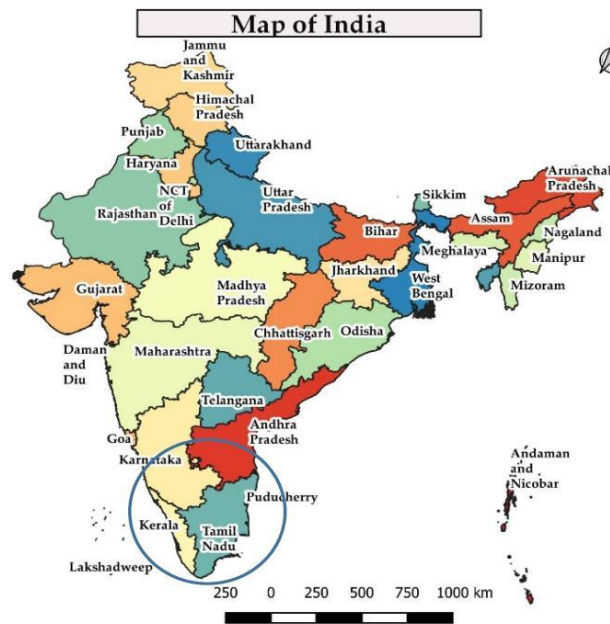 Map of India
Jammu
and
Kashmir
Himachal
Pradesh
Punjab
Uttarakhand
Haryana
NCT
of
Delhi
Rajasthan
Uttar
Pradesh
Sikkim
Arunachal
Pradesh
Assam
Nagaland
Bihar
Meghalaya
Manipur
Mizoram
Jharkhand
West
Bengal
Gujarat
Madhya
Pradesh
Chhattisgarh
Odisha
Daman
and
Diu
Maharashtra
Telangana
Goa
Andhra
Pradesh
Karnataka
Puducherry
Kerala
Tamil
Nadu
Lakshadweep
Andaman
and
Nicobar
250 0 250 500 750 1000 km